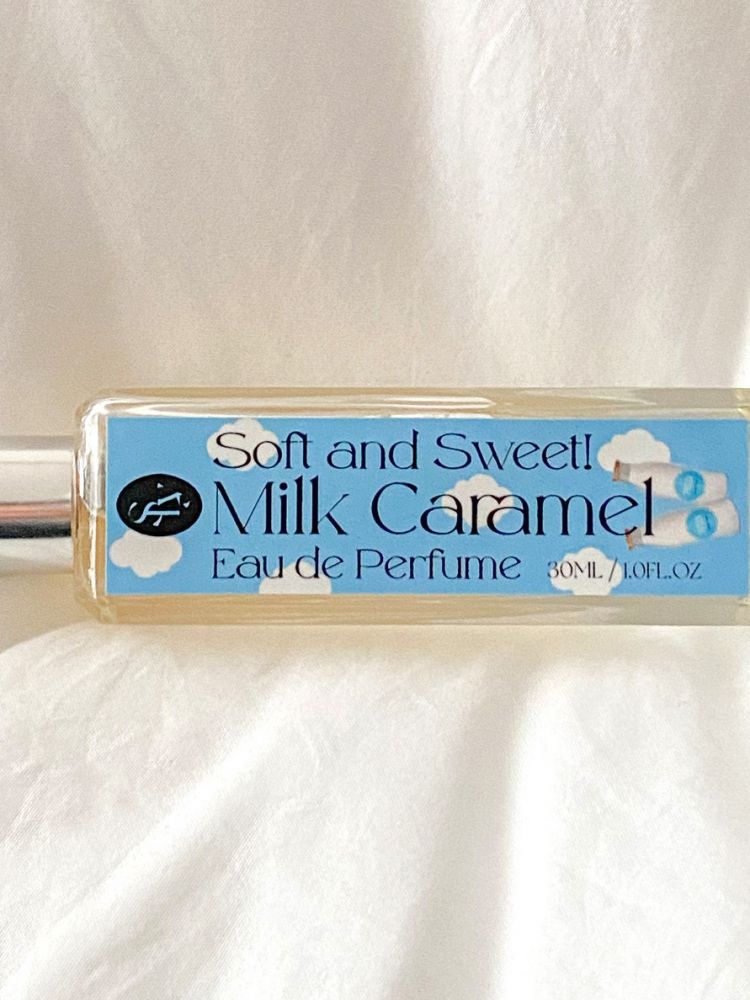 Soft and Sweet!
Milk Caramel
Eau de Perfume 30ML / 1.0FL.OZ